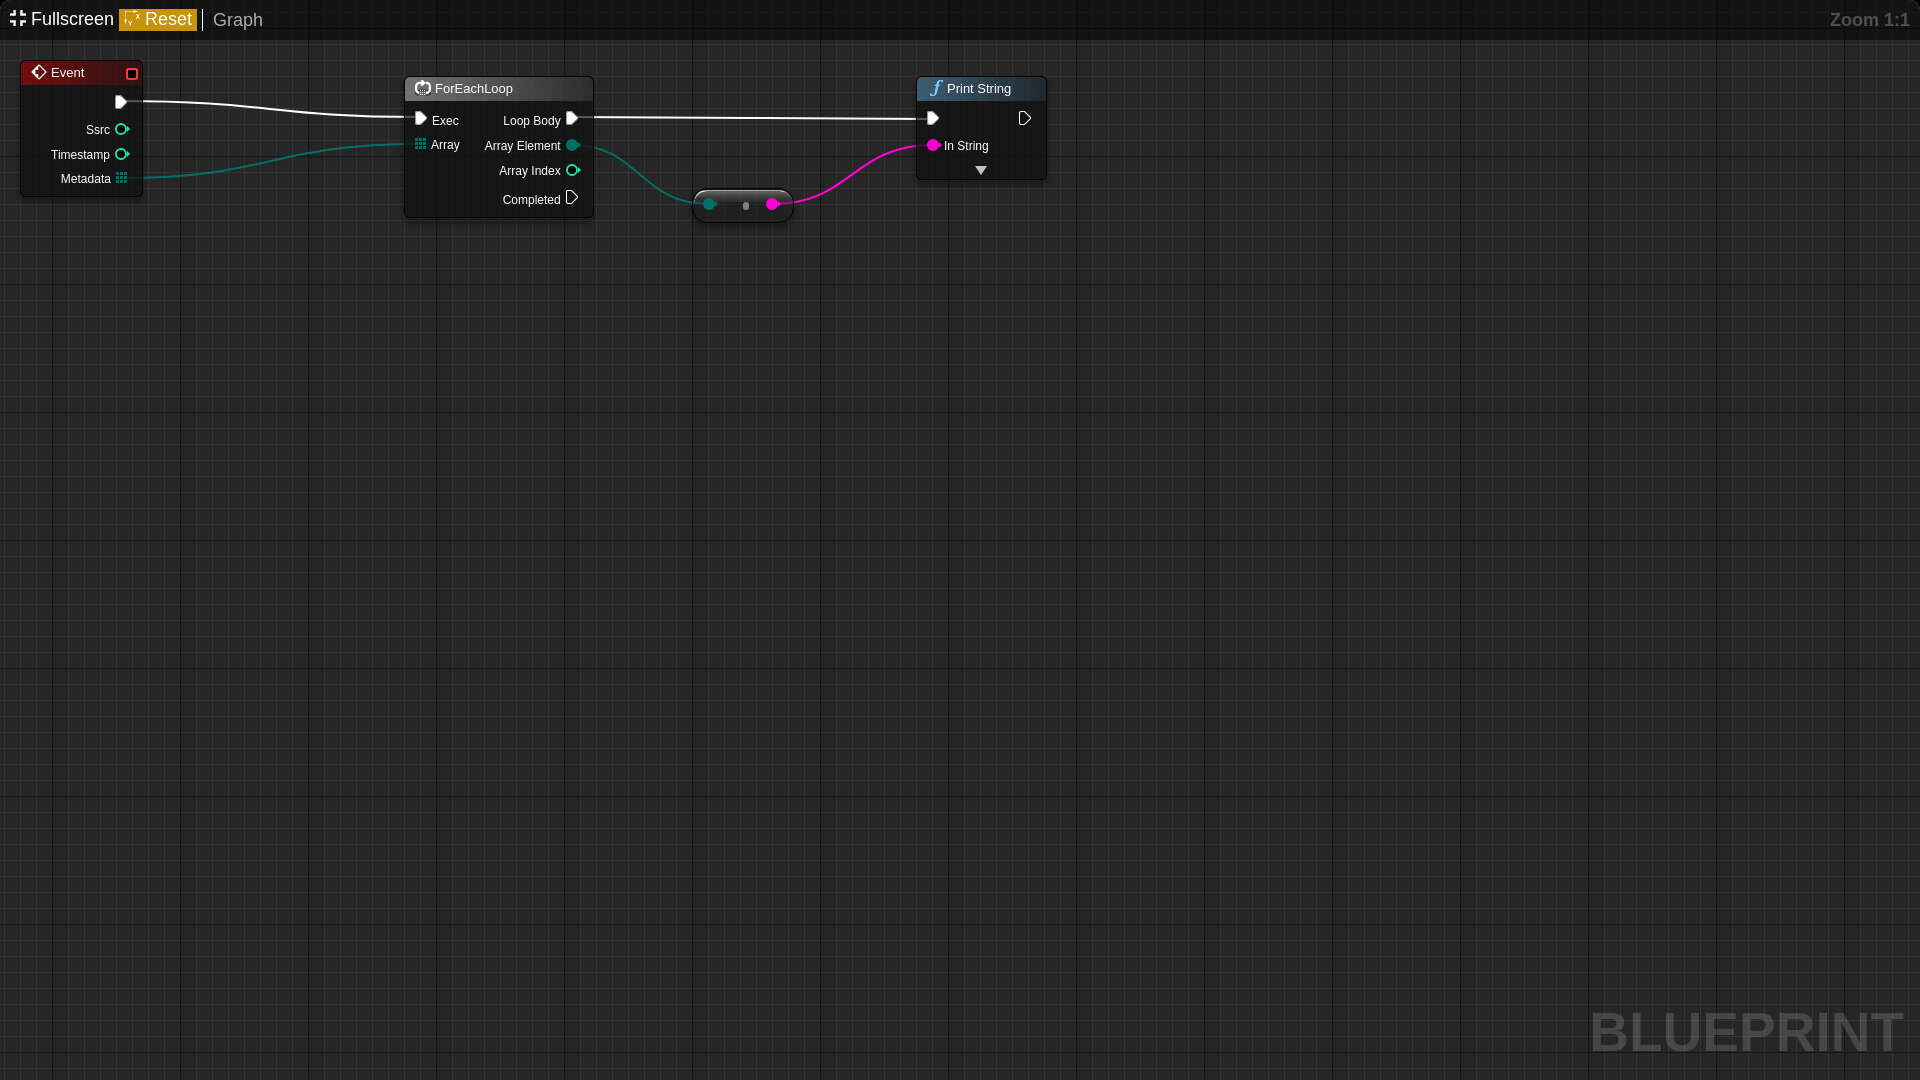 Fullscreen Reset Graph Zoom 1:1
Event
Ssrc
Timestamp
Metadata
ForEachLoop
Exec Loop Body
Array Array Element
Array Index
Completed
Print String
In String
BLUEPRINT